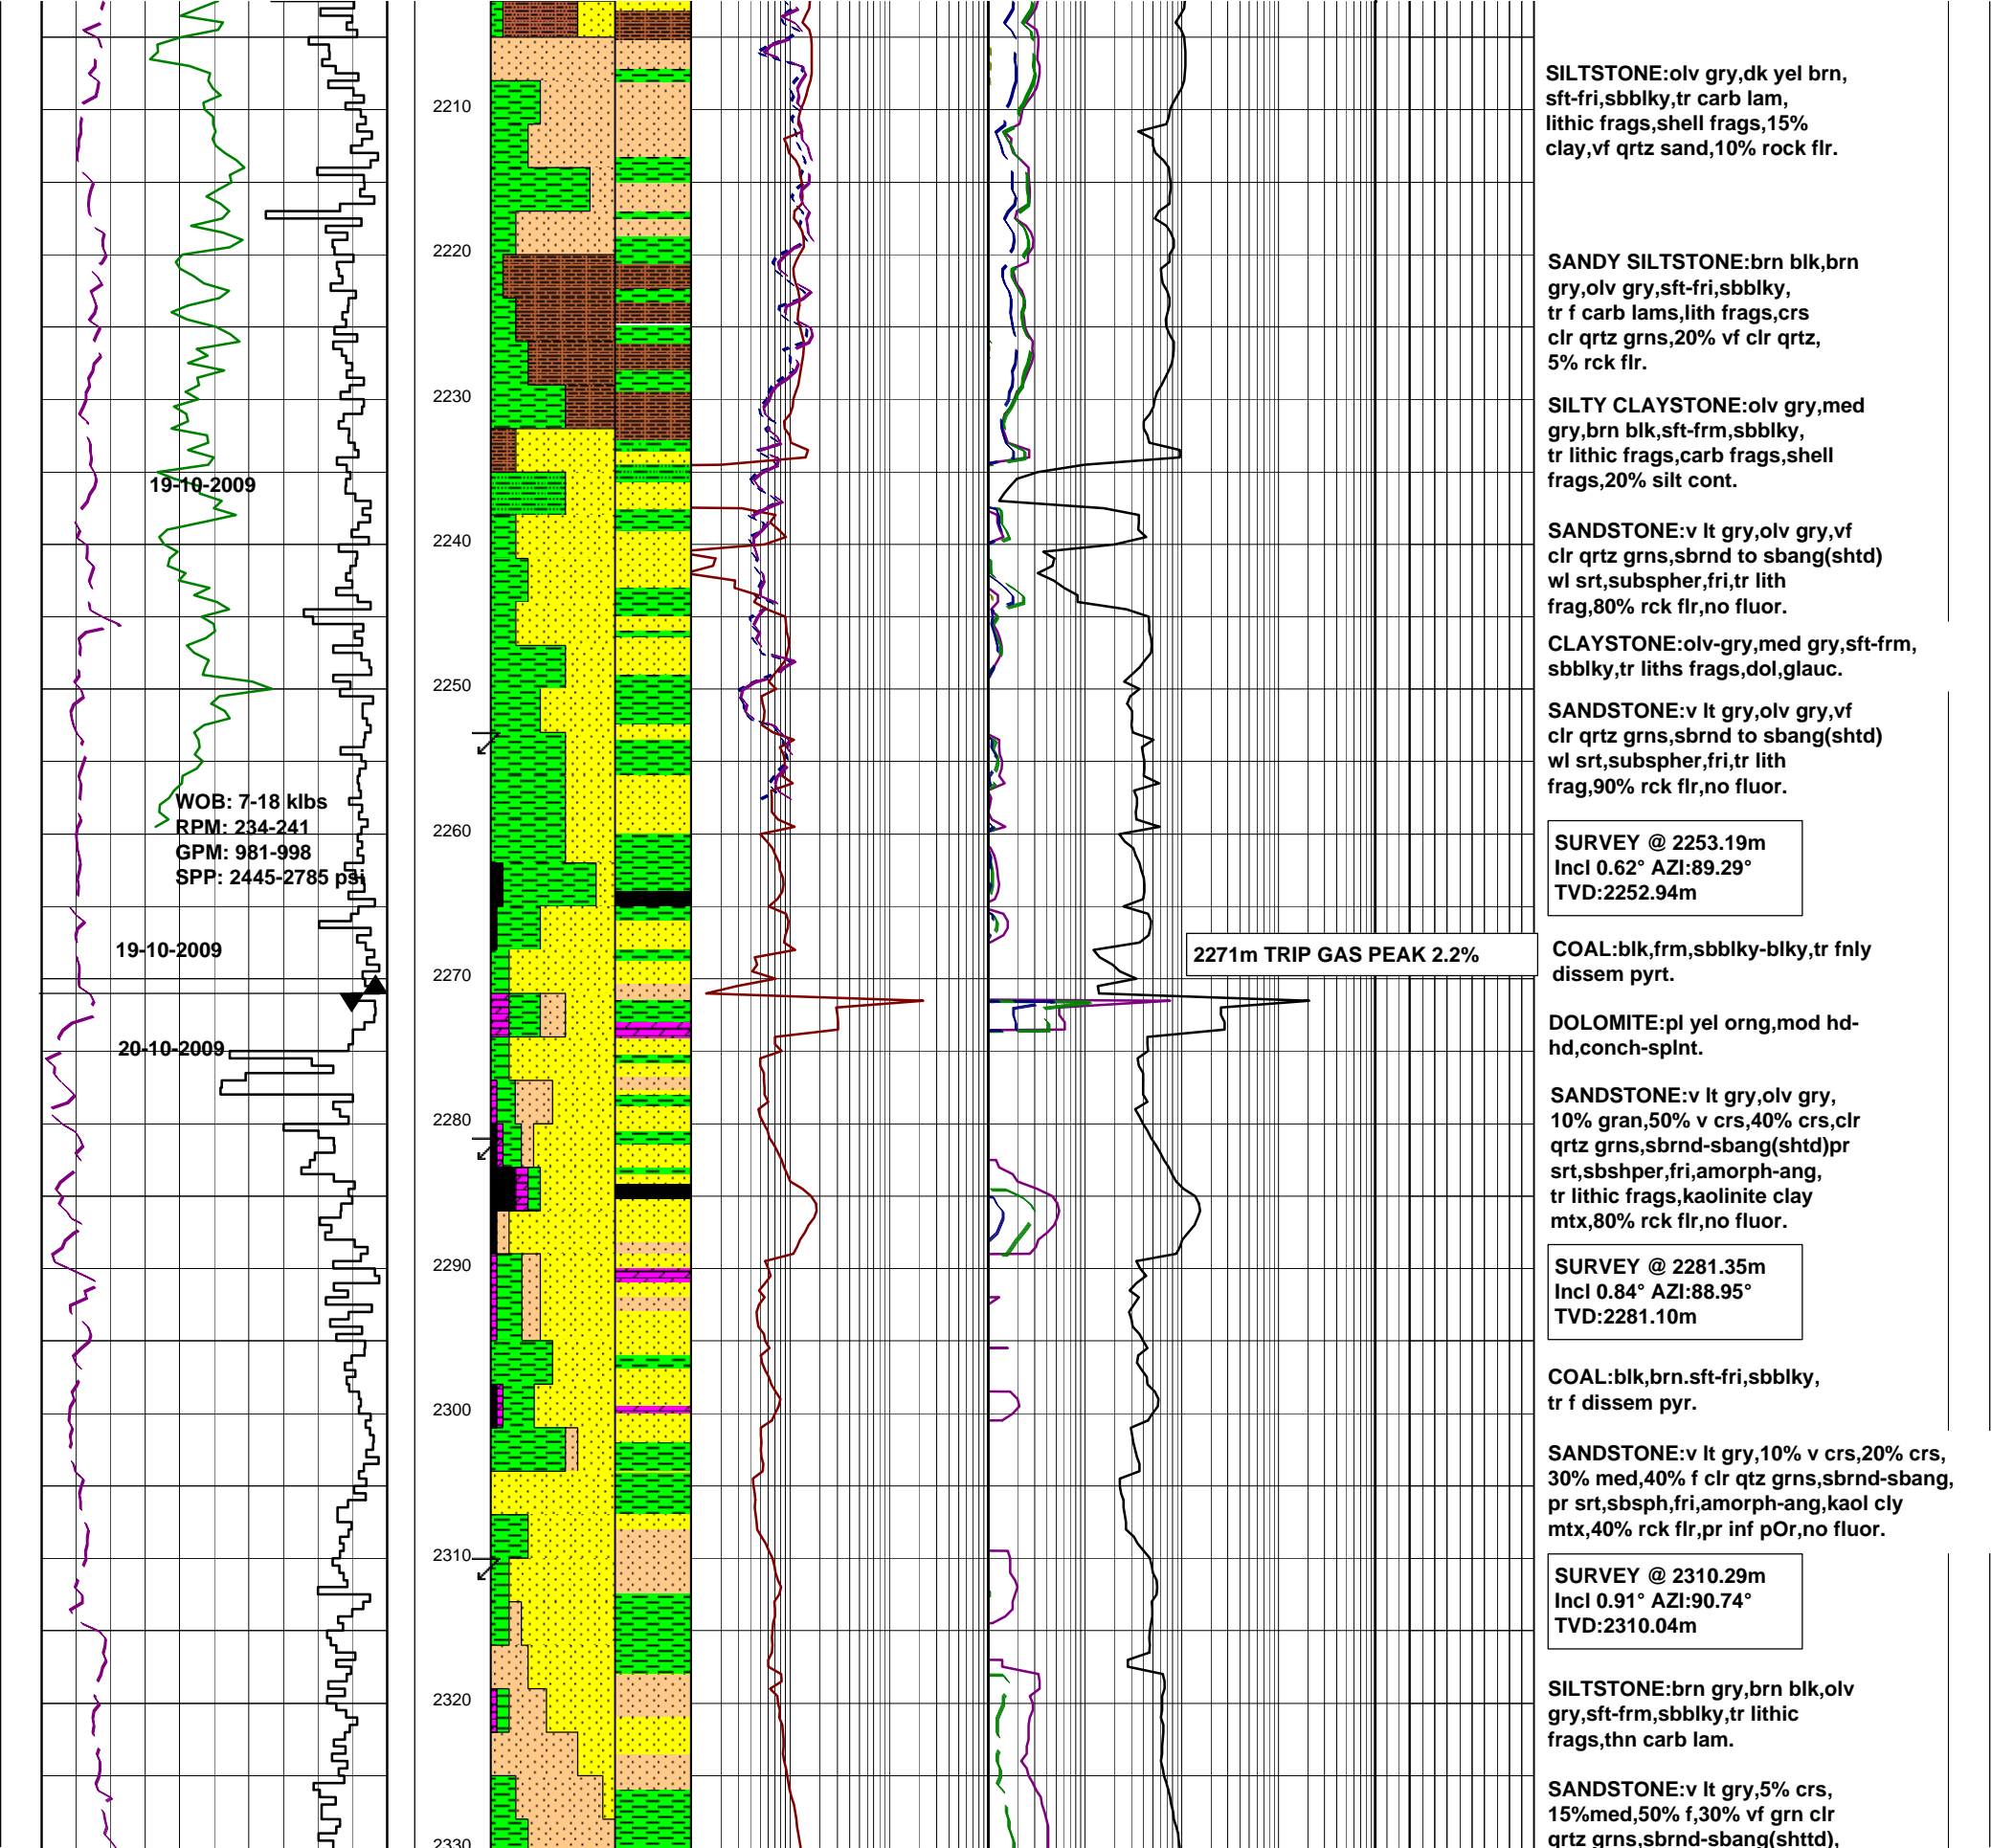 19-10-2009
WOB: 7-18 klbs
RPM: 234-241
GPM: 981-998
SPP: 2445-2785 psi
19-10-2009
20-10-2009
2210
2220
2230
2240
2250
2260
2270
2280
2290
2300
2310
2320
2330
2271m TRIP GAS PEAK 2.2%
SILTSTONE:olv gry,dk yel brn,
sft-fri,sbblky,tr carb lam,
lithic frags,shell frags,15%
clay,vf qrtz sand,10% rock flr.
SANDY SILTSTONE:brn blk,brn
gry,olv gry,sft-fri,sbblky,
tr f carb lams,lith frags,crs
clr qrtz grns,20% vf clr qrtz,
5% rck flr.
SILTY CLAYSTONE:olv gry,med
gry,brn blk,sft-frm,sbblky,
tr lithic frags,carb frags,shell
frags,20% silt cont.
SANDSTONE:v lt gry,olv gry,vf
clr qrtz grns,sbrnd to sbang(shtd)
wl srt,subspher,fri,tr lith
frag,80% rck flr,no fluor.
CLAYSTONE:olv-gry,med gry,sft-frm,
sbblky,tr liths frags,dol,glauc.
SANDSTONE:v lt gry,olv gry,vf
clr qrtz grns,sbrnd to sbang(shtd)
wl srt,subspher,fri,tr lith
frag,90% rck flr,no fluor.
SURVEY @ 2253.19m
Incl 0.62° AZI:89.29°
TVD:2252.94m
COAL:blk,frm,sbblky-blky,tr fnly
dissem pyrt.
DOLOMITE:pl yel orng,mod hd-
hd,conch-splnt.
SANDSTONE:v lt gry,olv gry,
10% gran,50% v crs,40% crs,clr
qrtz grns,sbrnd-sbang(shtd)pr
srt,sbshper,fri,amorph-ang,
tr lithic frags,kaolinite clay
mtx,80% rck flr,no fluor.
SURVEY @ 2281.35m
Incl 0.84° AZI:88.95°
TVD:2281.10m
COAL:blk,brn.sft-fri,sbblky,
tr f dissem pyr.
SANDSTONE:v lt gry,10% v crs,20% crs,
30% med,40% f clr qtz grns,sbrnd-sbang,
pr srt,sbsph,fri,amorph-ang,kaol cly
mtx,40% rck flr,pr inf pOr,no fluor.
SURVEY @ 2310.29m
Incl 0.91° AZI:90.74°
TVD:2310.04m
SILTSTONE:brn gry,brn blk,olv
gry,sft-frm,sbblky,tr lithic
frags,thn carb lam.
SANDSTONE:v lt gry,5% crs,
15%med,50% f,30% vf grn clr
qrtz grns,sbrnd-sbang(shttd),